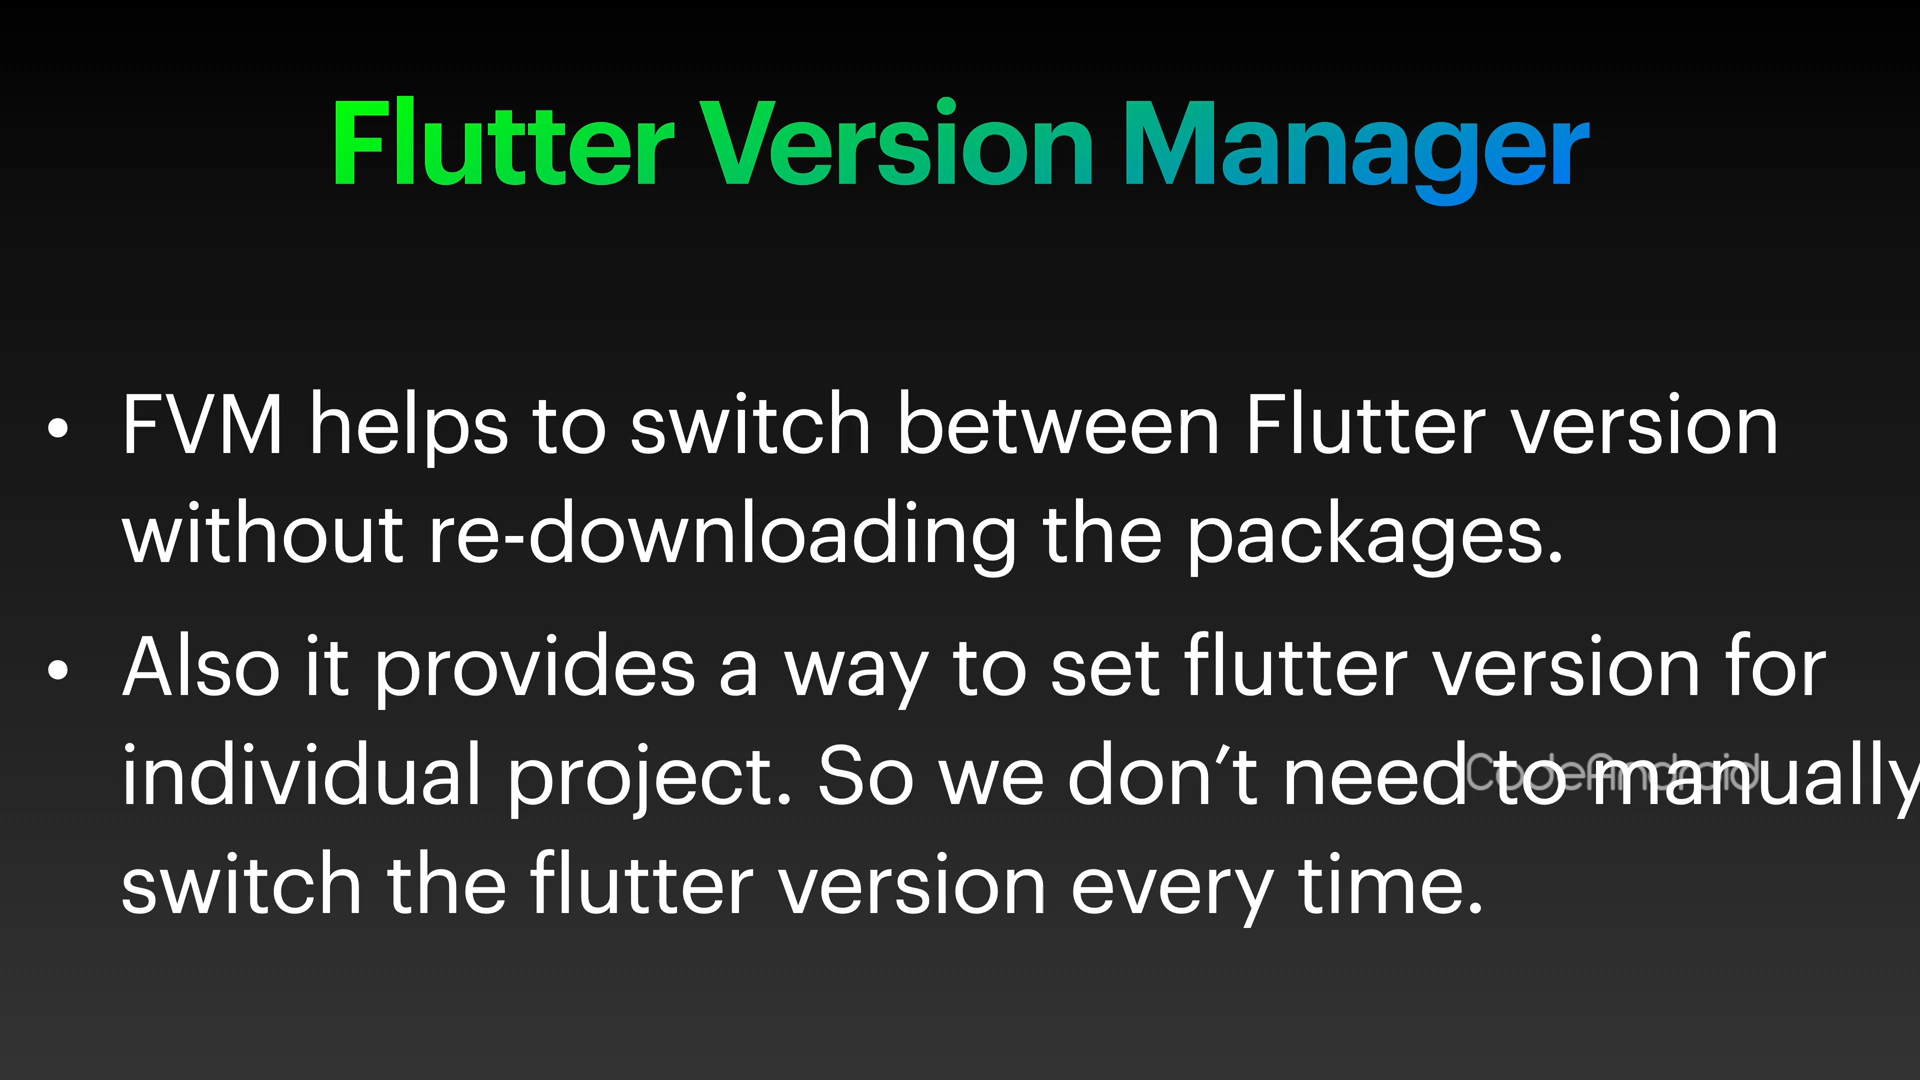 Flutter Version Manager
• FVM helps to switch between Flutter version
without re-downloading the packages.
• Also it provides a way to set flutter version for
individual project. So we don’t need to manually
switch the flutter version every time.
CodeAndroid